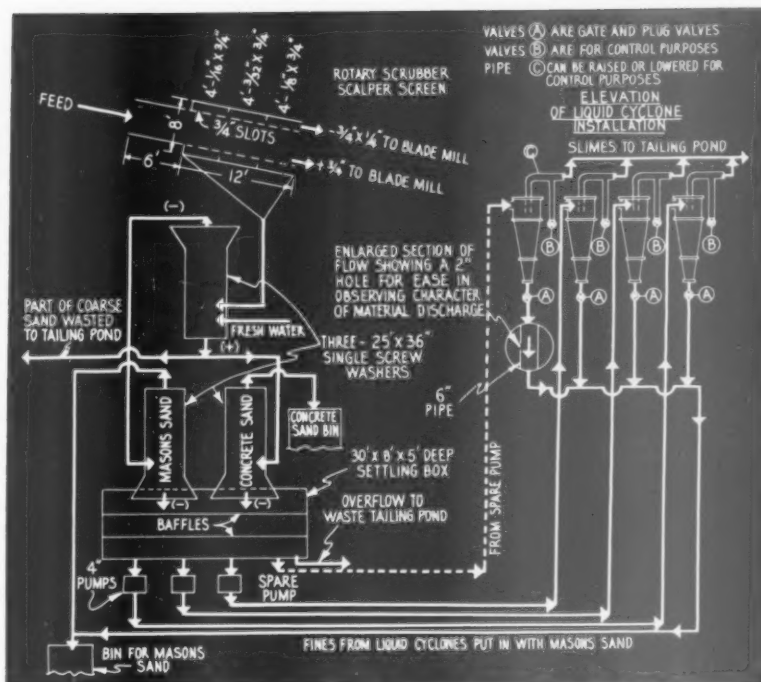 VALVES Ⓐ ARE GATE AND PLUG VALVES
VALVES Ⓑ ARE FOR CONTROL PURPOSES
PIPE Ⓒ CAN BE RAISED OR LOWERED FOR
CONTROL PURPOSES
ELEVATION
OF LIQUID CYCLONE
INSTALLATION
SLIMES TO TAILING POND
ROTARY SCRUBBER
SCALPER SCREEN
4'-1/16" X 3/4"
4'-3/32" X 3/4"
4'-1/8" X 3/4"
FEED
8'
3/4" SLOTS
-3/4" X 1/8" TO BLADE MILL
+3/4" TO BLADE MILL
6'
12'
(-)
Ⓒ
Ⓑ
Ⓑ
Ⓑ
Ⓑ
Ⓐ
Ⓐ
Ⓐ
Ⓐ
ENLARGED SECTION OF
FLOW SHOWING A 2"
HOLE FOR EASE IN
OBSERVING CHARACTER
OF MATERIAL DISCHARGE
PART OF COARSE
SAND WASTED
TO TAILING POND
FRESH WATER
(+)
THREE - 25' X 36"
SINGLE SCREW
WASHERS
6"
PIPE
MASONS SAND
CONCRETE SAND
CONCRETE
SAND BIN
30' X 8' X 5' DEEP
SETTLING BOX
(-)
(-)
BAFFLES
OVERFLOW TO
WASTE TAILING POND
FROM SPARE PUMP
4"
PUMPS
SPARE
PUMP
FINES FROM LIQUID CYCLONES PUT IN WITH MASONS SAND
BIN FOR MASONS
SAND